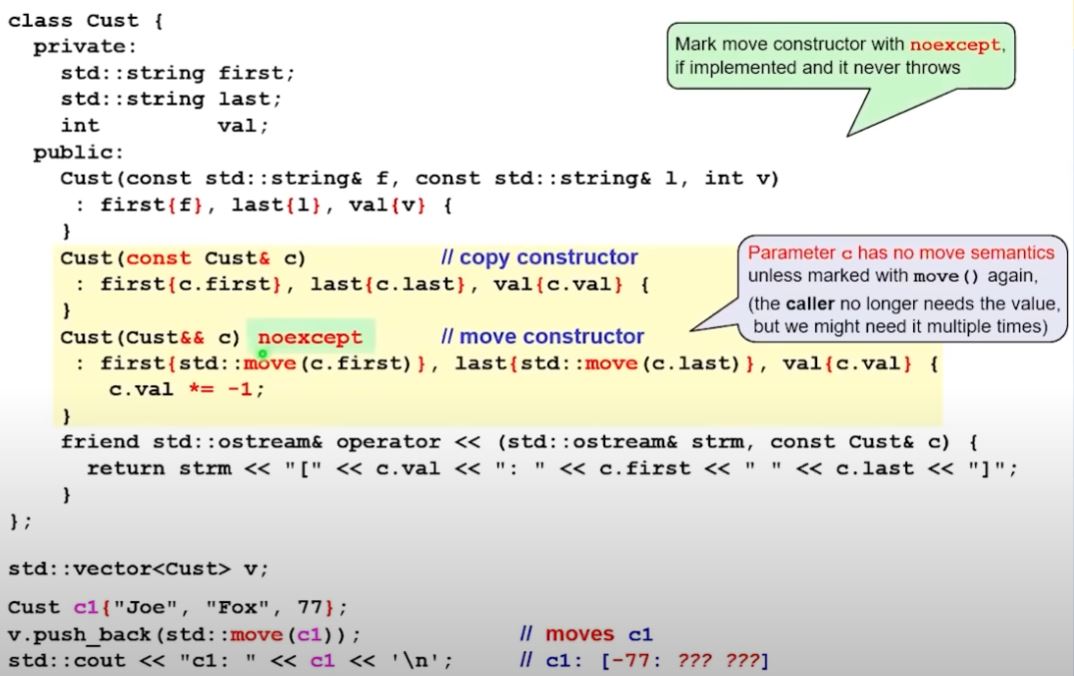 class Cust {
private:
std::string first;
std::string last;
int val;
public:
Cust(const std::string& f, const std::string& l, int v)
: first{f}, last{l}, val{v} {
}
Cust(const Cust& c) // copy constructor
: first{c.first}, last{c.last}, val{c.val} {
}
Cust(Cust&& c) noexcept // move constructor
: first{std::move(c.first)}, last{std::move(c.last)}, val{c.val} {
c.val *= -1;
}
friend std::ostream& operator << (std::ostream& strm, const Cust& c) {
return strm << "[" << c.val << ": " << c.first << " " << c.last << "]";
}
};
std::vector<Cust> v;
Cust c1{"Joe", "Fox", 77};
v.push_back(std::move(c1)); // moves c1
std::cout << "c1: " << c1 << '\n'; // c1: [-77: ??? ???]
Mark move constructor with noexcept,
if implemented and it never throws
Parameter c has no move semantics
unless marked with move() again,
(the caller no longer needs the value,
but we might need it multiple times)